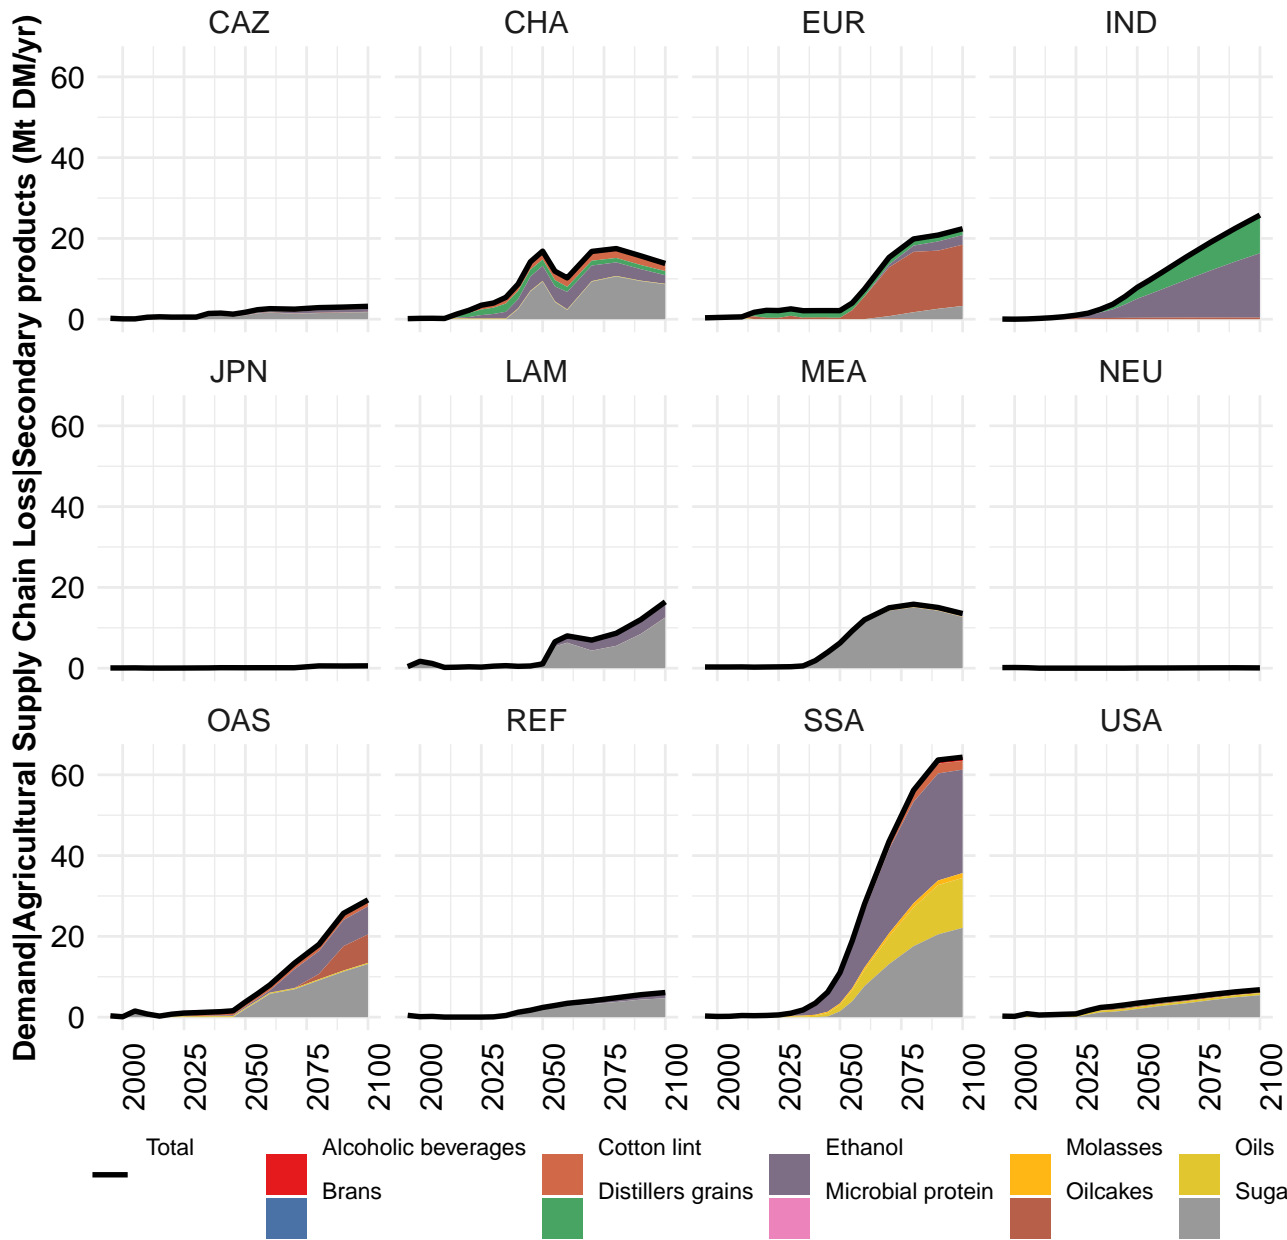 Demand|Agricultural Supply Chain Loss|Secondary products (Mt DM/yr)
CAZ CHA EUR IND
60
40
20
0
JPN LAM MEA NEU
60
40
20
0
OAS REF SSA USA
60
40
20
0
2000 2025 2050 2075 2100 2000 2025 2050 2075 2100 2000 2025 2050 2075 2100 2000 2025 2050 2075 2100
Total Alcoholic beverages Cotton lint Ethanol Molasses Oils
Brans Distillers grains Microbial protein Oilcakes Suga